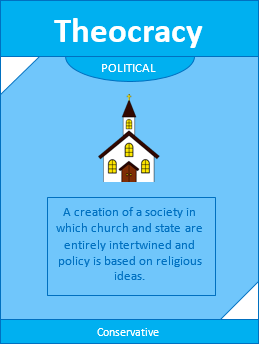 Theocracy
POLITICAL
A creation of a society in
which church and state are
entirely intertwined and
policy is based on religious
ideas.
Conservative